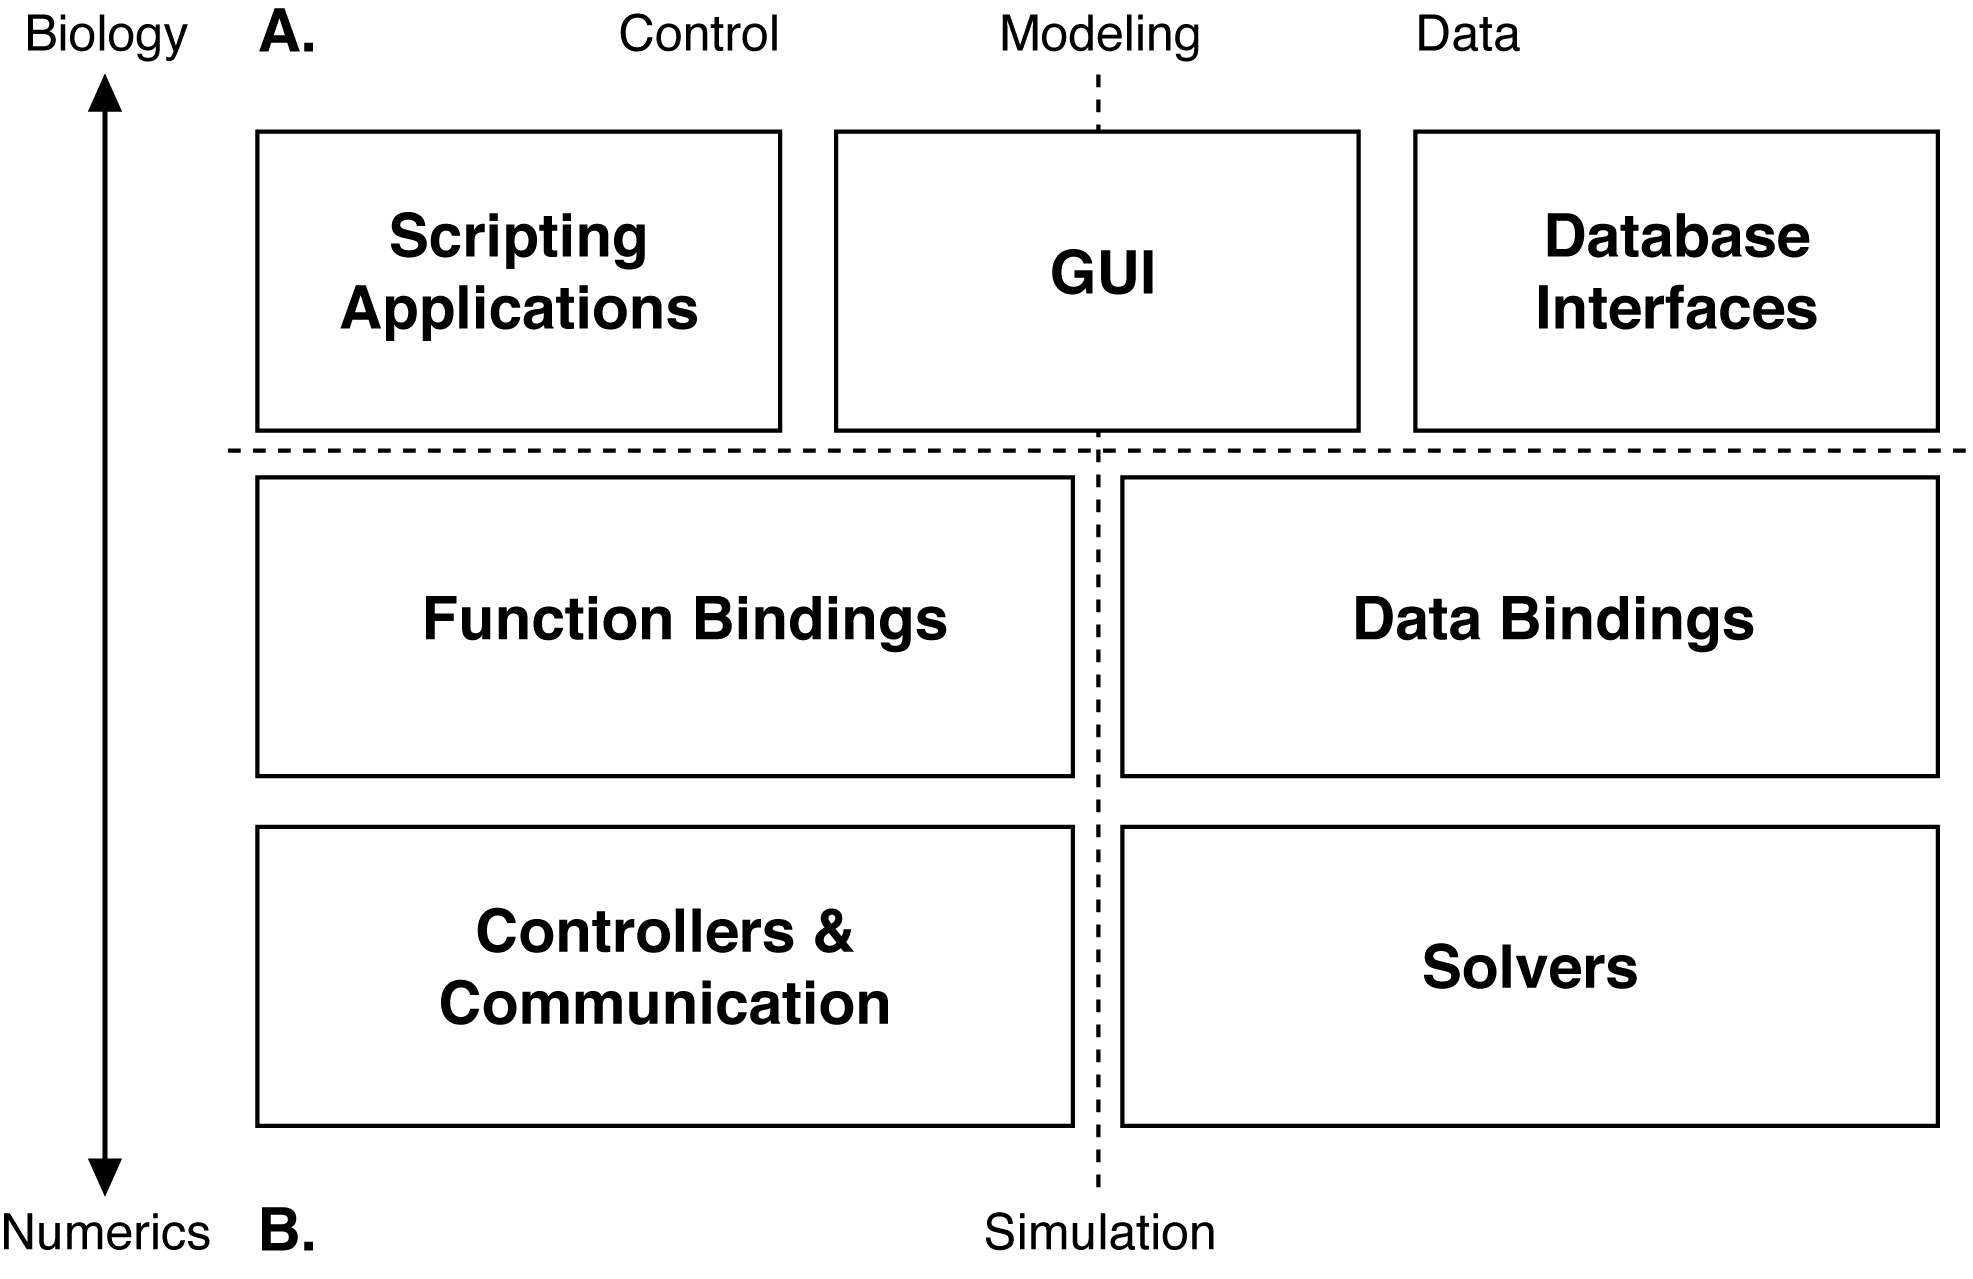 Biology A. Control Modeling Data
Scripting
Applications
GUI
Database
Interfaces
Function Bindings
Data Bindings
Controllers &
Communication
Solvers
Numerics B. Simulation